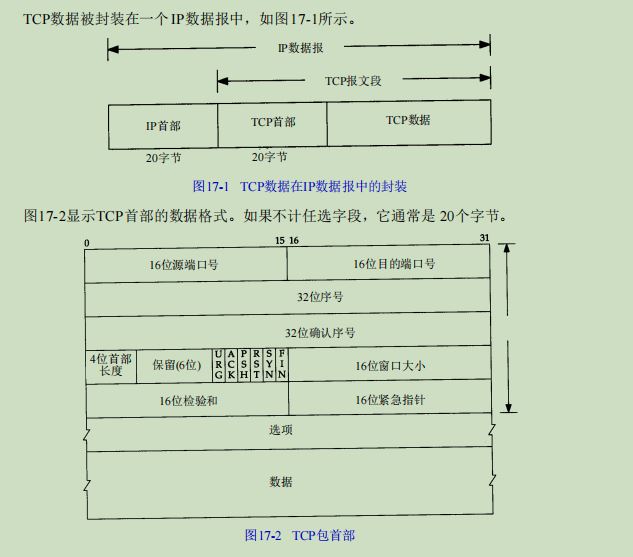 TCP数据被封装在一个IP数据报中，如图17-1所示。
IP数据报
TCP报文段
IP首部 TCP首部 TCP数据
20字节 20字节
图17-1 TCP数据在IP数据报中的封装
图17-2显示TCP首部的数据格式。如果不计任选字段，它通常是 20个字节。
0 15 16 31
16位源端口号 16位目的端口号
32位序号
32位确认序号
4位首部
长度
保留(6位) URG ACK PSH RST SYN FIN 16位窗口大小
16位检验和 16位紧急指针
选项
数据
图17-2 TCP包首部